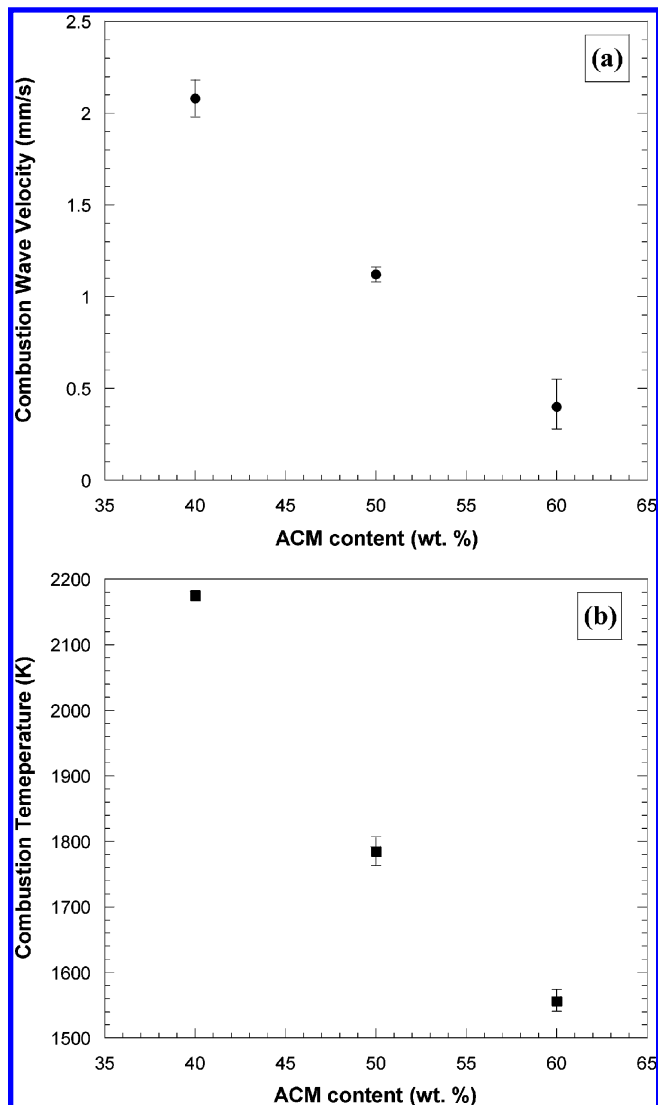 (a)
Combustion Wave Velocity (mm/s)
2.5
2
1.5
1
0.5
0
35 40 45 50 55 60 65
ACM content (wt. %)
(b)
Combustion Temeperature (K)
2200
2100
2000
1900
1800
1700
1600
1500
35 40 45 50 55 60 65
ACM content (wt. %)